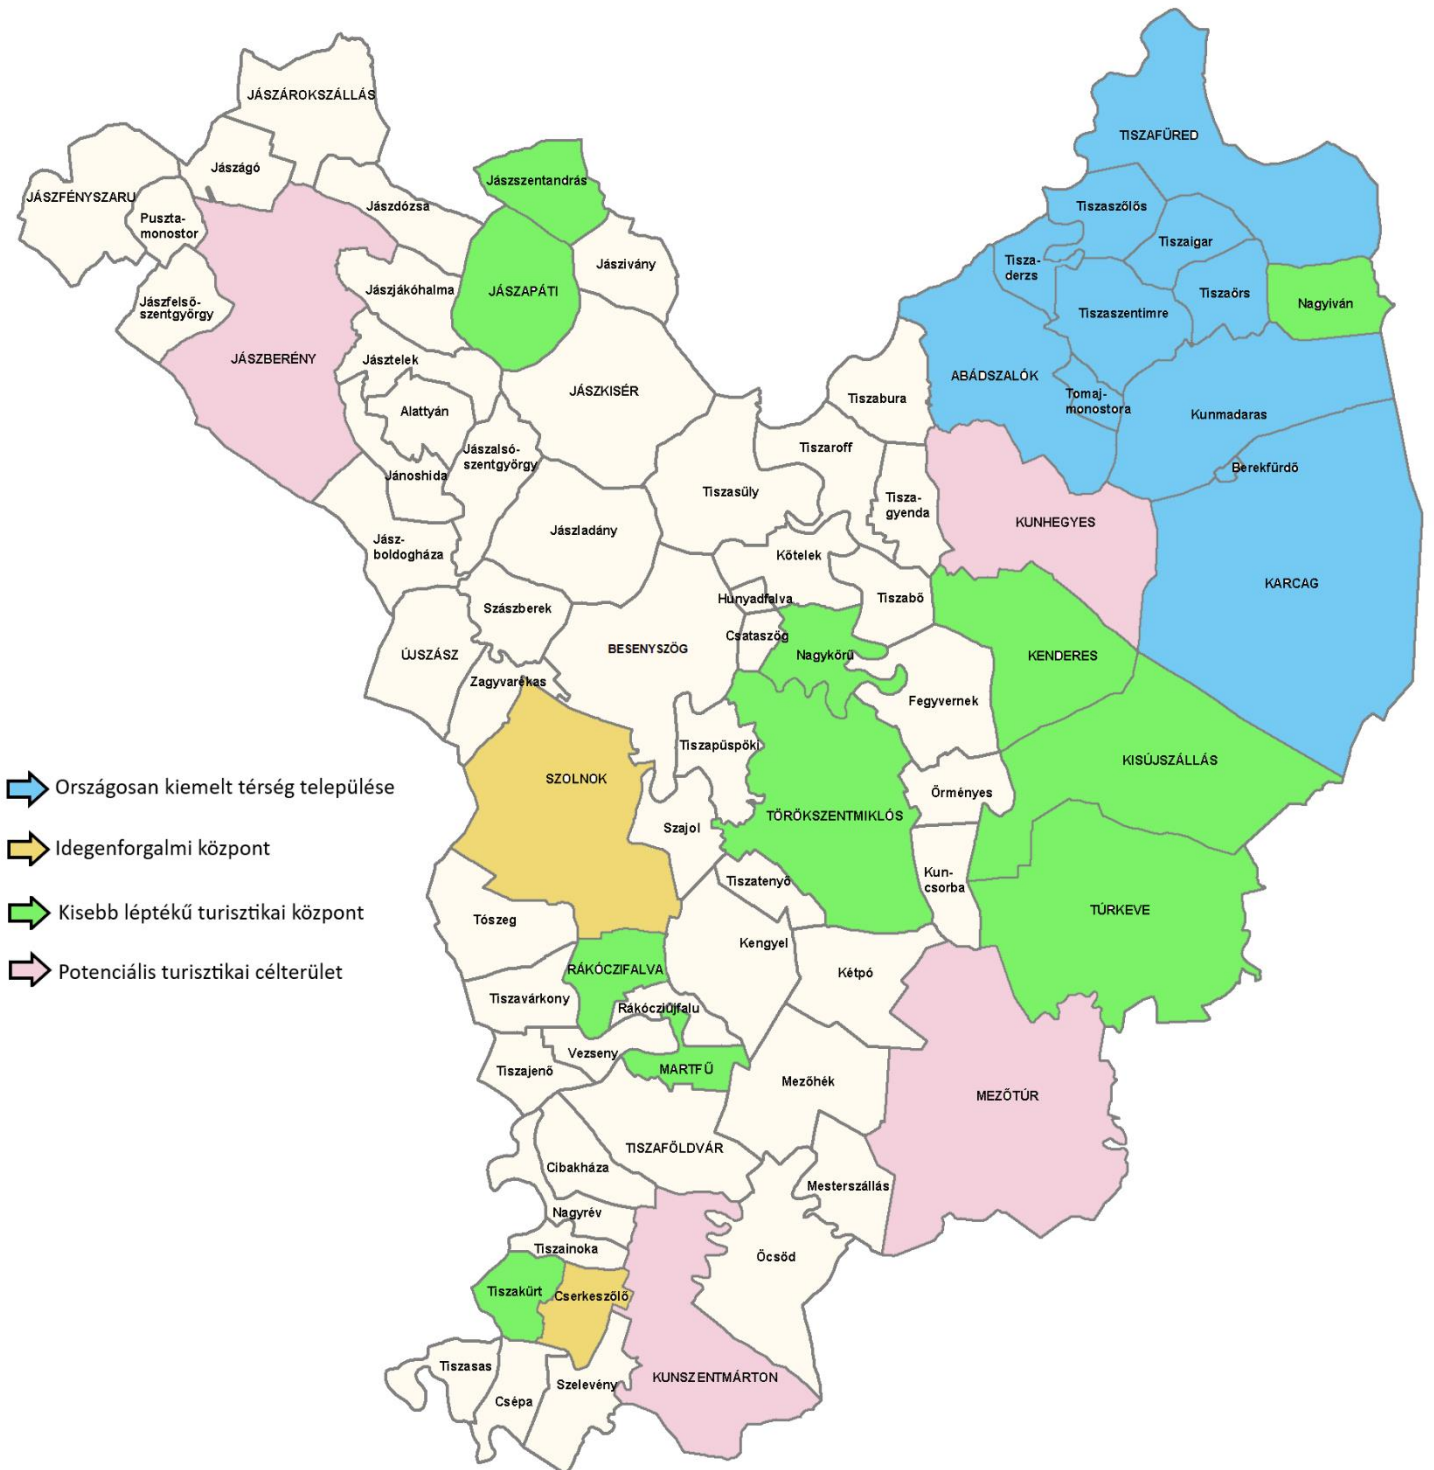 JÁSZÁROKSZÁLLÁS
TISZAFÜRED
Jászágó
Jászszentandrás
JÁSZFÉNYSZARU
Jászdózsa
Tiszaszőlős
Puszta-
monostor
Tiszaigar
Jászivány
Tisza-
derzs
Jászjákóhalma
JÁSZAPÁTI
Tiszaörs
Nagyiván
Jászfelső-
szentgyörgy
Tiszaszentimre
JÁSZBERÉNY
Jásztelek
ABÁDSZALÓK
JÁSZKISÉR
Tomaj-
monostora
Tiszabura
Alattyán
Kunmadaras
Jászalsó-
szentgyörgy
Tiszaroff
Berekfürdő
Jánoshida
Tiszasüly
Tisza-
gyenda
KUNHEGYES
Jászladány
Jász-
boldogháza
Kőtelek
KARCAG
Hunyadfalva
Tiszabő
Szászberek
Csataszög
BESENYSZÖG
ÚJSZÁSZ
Nagykörű
KENDERES
Zagyvarékas
Fegyvernek
Tiszapüspöki
KISÚJSZÁLLÁS
SZOLNOK
Országosan kiemelt térség települése
Örményes
TÖRÖKSZENTMIKLÓS
Szajol
Idegenforgalmi központ
Kun-
csorba
Tiszatenyő
TÚRKEVE
Kisebb léptékű turisztikai központ
Tószeg
Kengyel
Potenciális turisztikai célterület
RÁKÓCZIFALVA
Kétpó
Tiszavárkony
Rákócziújfalu
Vezseny
Tiszajenő
MARTFŰ
Mezőhék
MEZŐTÚR
TISZAFÖLDVÁR
Cibakháza
Mesterszállás
Nagyrév
Tiszainoka
Öcsöd
Tiszakürt
Cserkeszőlő
Tiszasas
KUNSZENTMÁRTON
Szelevény
Csépa